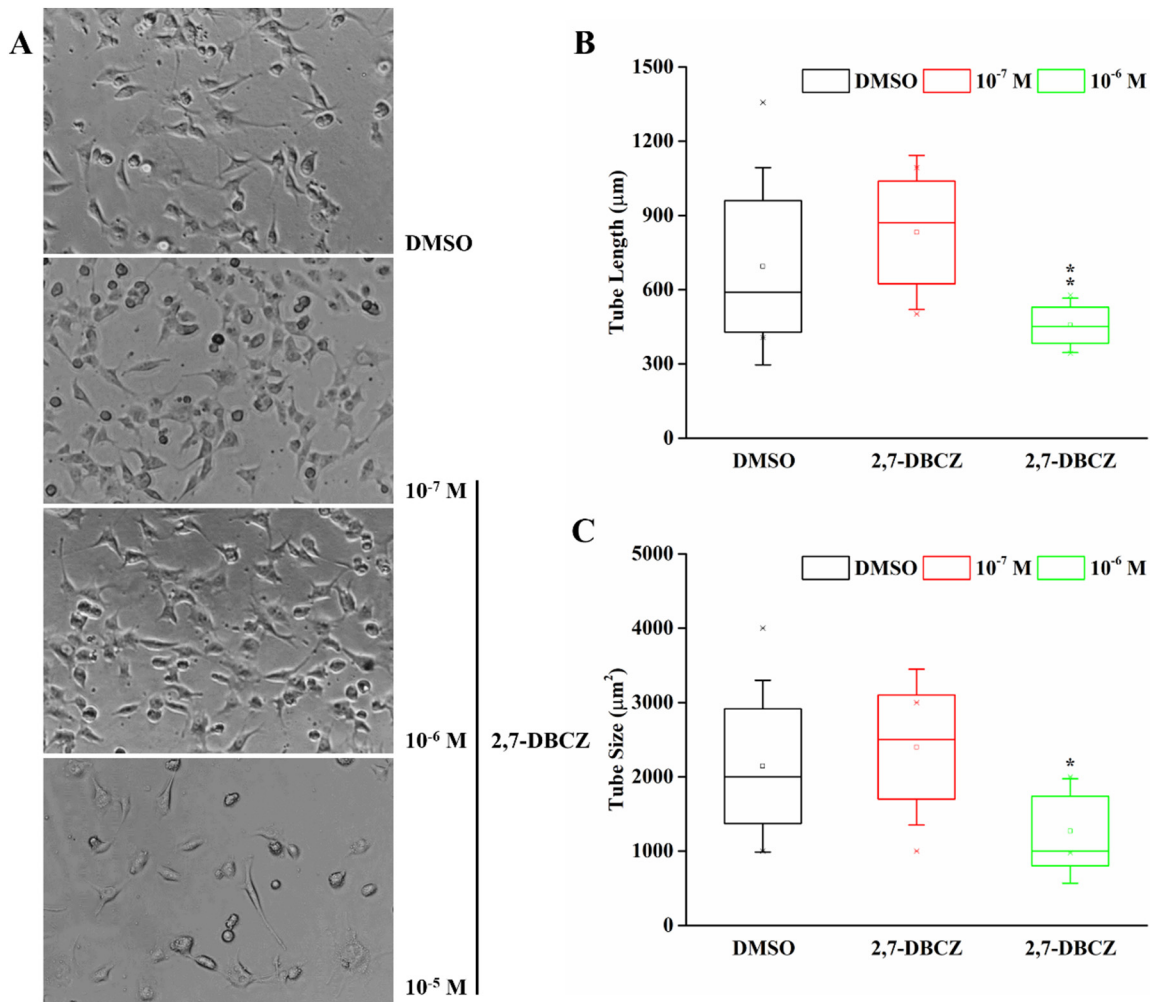 A
DMSO
10⁻⁷ M
10⁻⁶ M
2,7-DBCZ
10⁻⁵ M
B
1500
1200
900
600
300
0
Tube Length (μm)
DMSO 10⁻⁷ M 10⁻⁶ M
*
*
DMSO 2,7-DBCZ 2,7-DBCZ
C
5000
4000
3000
2000
1000
0
Tube Size (μm²)
DMSO 10⁻⁷ M 10⁻⁶ M
*
DMSO 2,7-DBCZ 2,7-DBCZ